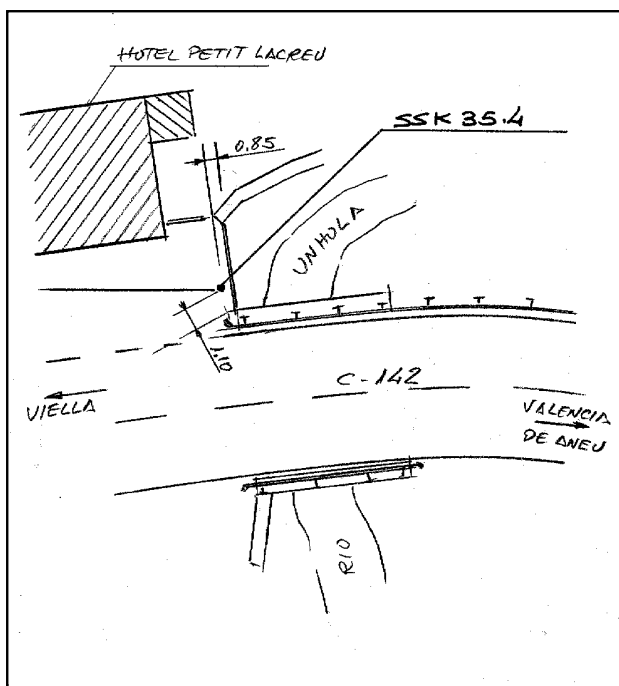 HOTEL PETIT LACREU
SSK 35.4
0.85
UNHOLA
1.10
C-142
VIELLA
VALENCIA
DE ANEU
RIO